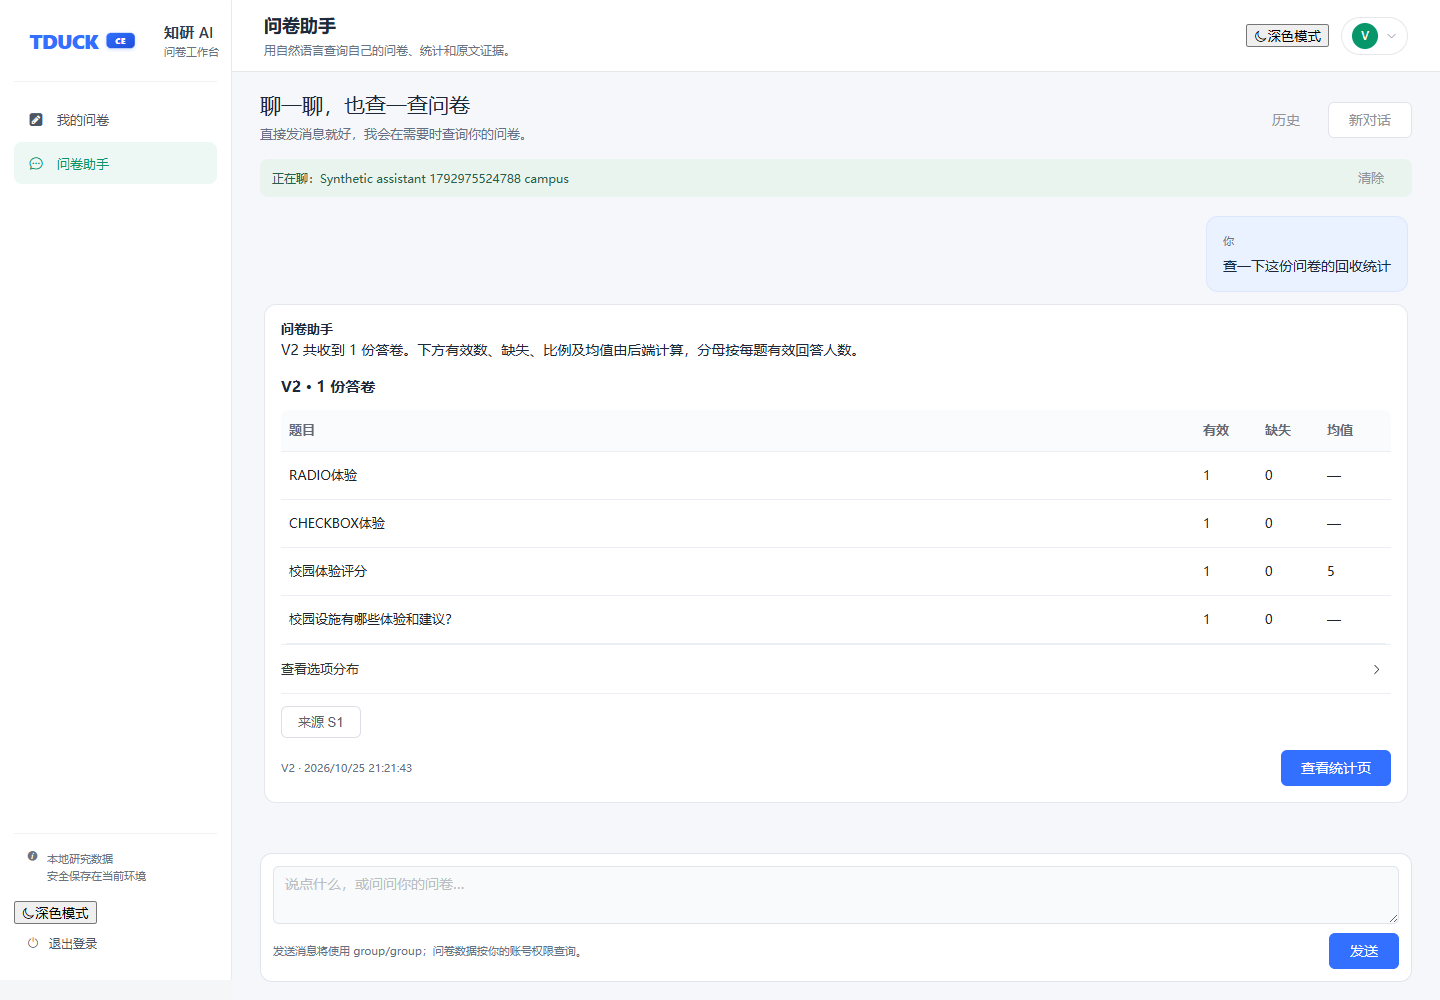 TDUCK CE
知研 AI
问卷工作台
我的问卷
问卷助手
本地研究数据
安全保存在当前环境
深色模式
退出登录
问卷助手
用自然语言查询自己的问卷、统计和原文证据。
深色模式
V
聊一聊，也查一查问卷
直接发消息就好，我会在需要时查询你的问卷。
历史
新对话
正在聊：Synthetic assistant 1792975524788 campus
清除
你
查一下这份问卷的回收统计
问卷助手
V2 共收到 1 份答卷。下方有效数、缺失、比例及均值由后端计算，分母按每题有效回答人数。
V2 • 1 份答卷
题目 有效 缺失 均值
RADIO体验 1 0 —
CHECKBOX体验 1 0 —
校园体验评分 1 0 5
校园设施有哪些体验和建议？ 1 0 —
查看选项分布
来源 S1
V2 · 2026/10/25 21:21:43
查看统计页
说点什么，或问问你的问卷...
发送消息将使用 group/group；问卷数据按你的账号权限查询。
发送